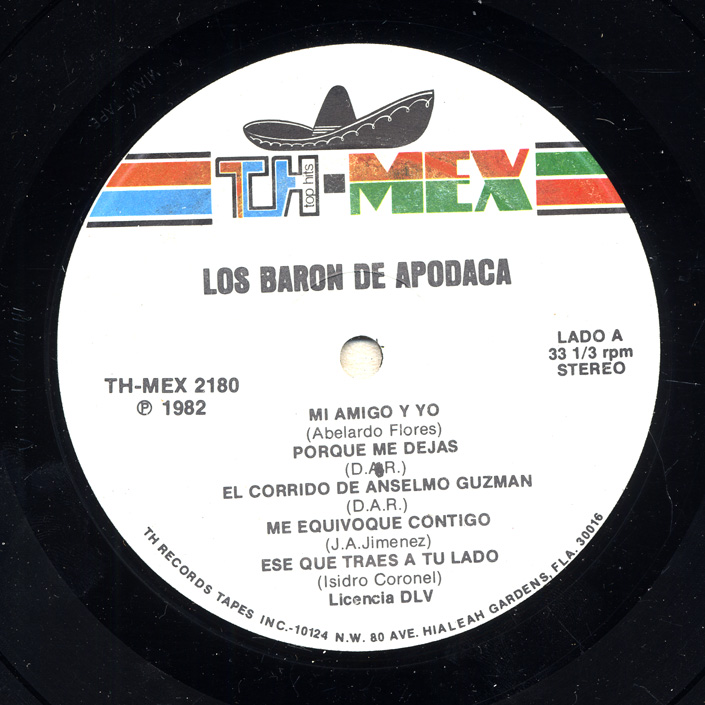 TH-MEX
top hits
LOS BARON DE APODACA
LADO A
33 1/3 rpm
STEREO
TH-MEX 2180
℗ 1982
MI AMIGO Y YO
(Abelardo Flores)
PORQUE ME DEJAS
(D.A.R.)
EL CORRIDO DE ANSELMO GUZMAN
(D.A.R.)
ME EQUIVOQUE CONTIGO
(J.A.Jimenez)
ESE QUE TRAES A TU LADO
(Isidro Coronel)
Licencia DLV
TH RECORDS TAPES INC.-10124 N.W. 80 AVE. HIALEAH GARDENS, FLA. 30016